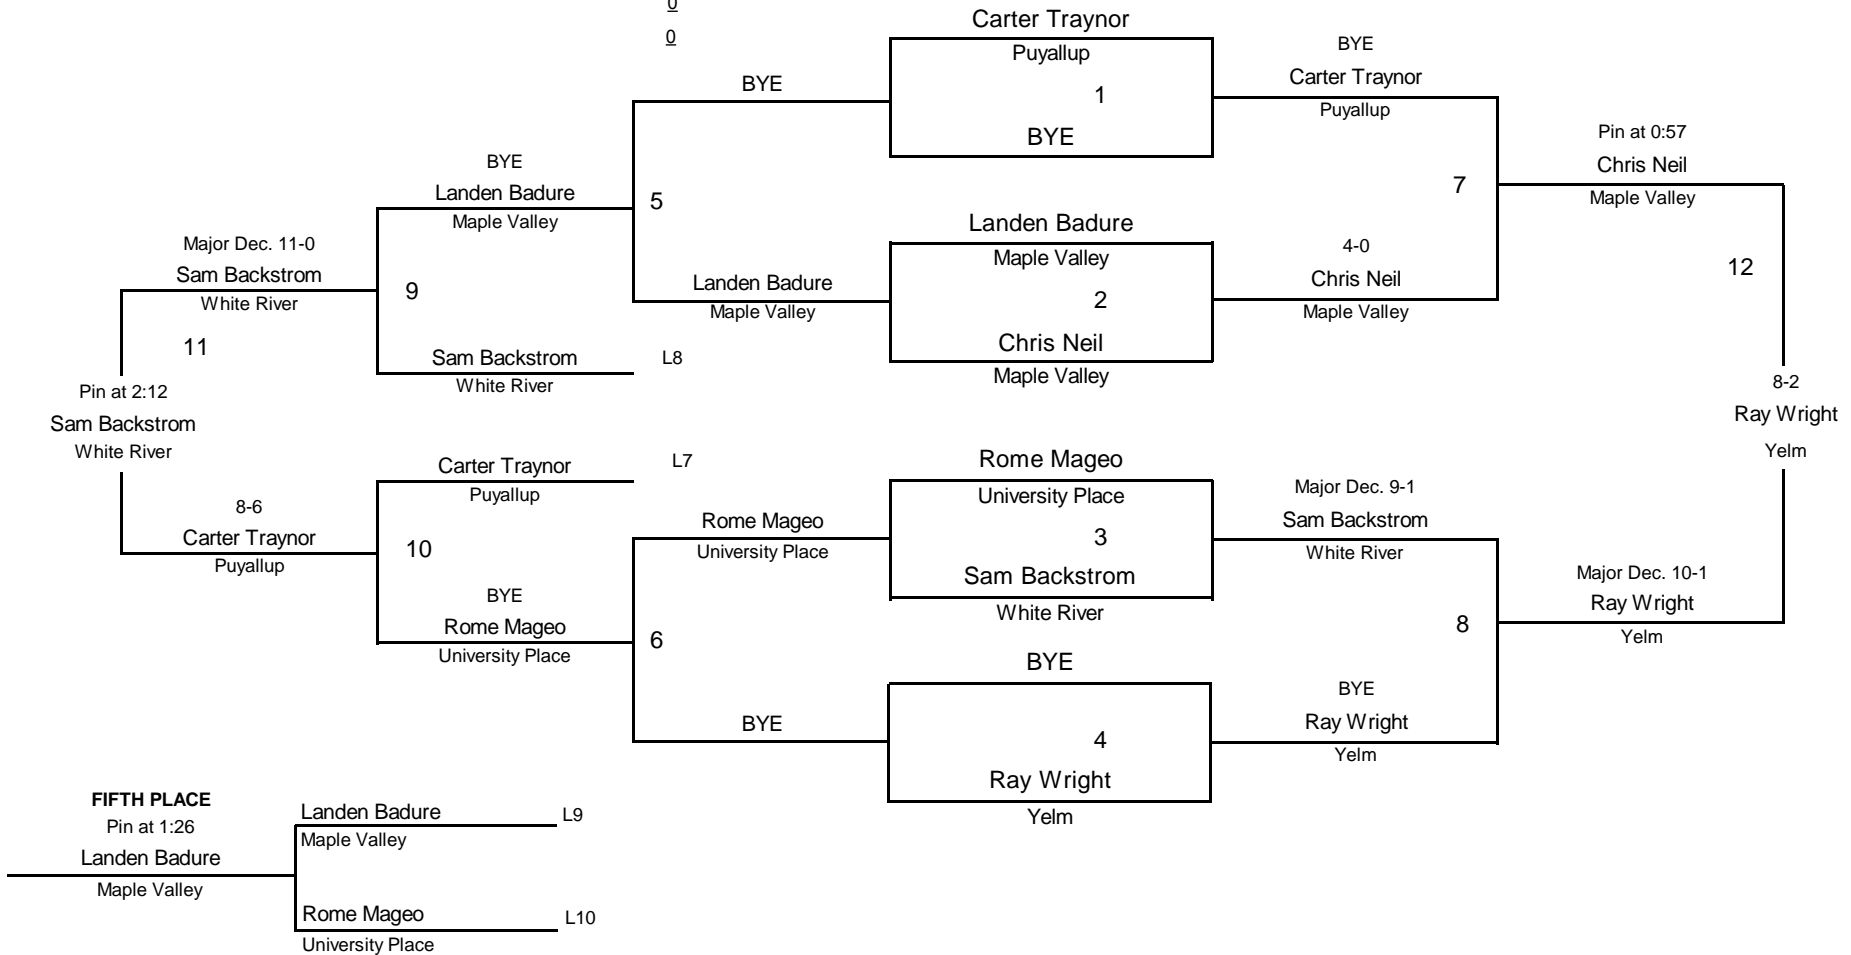 0
0
Carter Traynor
Puyallup
1
BYE
BYE
BYE
Carter Traynor
Puyallup
Pin at 0:57
Chris Neil
Maple Valley
7
12
BYE
Landen Badure
Maple Valley
5
Landen Badure
Maple Valley
2
Chris Neil
Maple Valley
4-0
Chris Neil
Maple Valley
Landen Badure
Maple Valley
Major Dec. 11-0
Sam Backstrom
White River
9
11
Sam Backstrom
White River
L8
Pin at 2:12
Sam Backstrom
White River
8-2
Ray Wright
Yelm
Carter Traynor
Puyallup
L7
8-6
Carter Traynor
Puyallup
10
BYE
Rome Mageo
University Place
6
Rome Mageo
University Place
Rome Mageo
University Place
3
Sam Backstrom
White River
Major Dec. 9-1
Sam Backstrom
White River
Major Dec. 10-1
Ray Wright
Yelm
8
BYE
BYE
4
Ray Wright
Yelm
BYE
Ray Wright
Yelm
FIFTH PLACE
Pin at 1:26
Landen Badure
Maple Valley
Landen Badure
Maple Valley
L9
Rome Mageo
University Place
L10